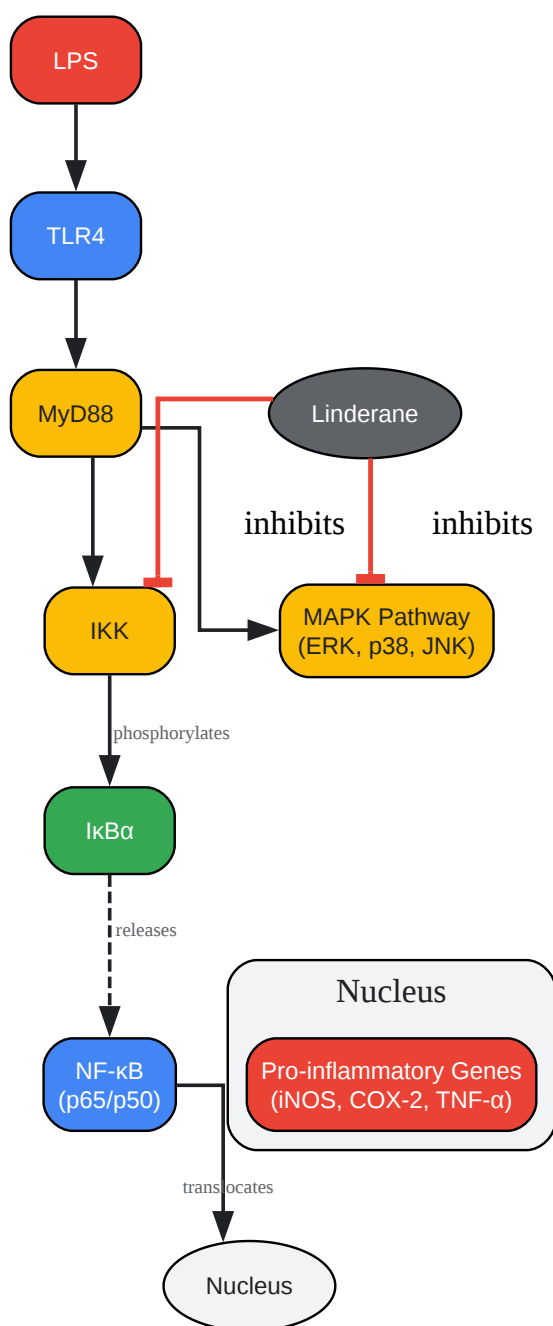 LPS
TLR4
MyD88
Linderane
inhibits
inhibits
IKK
MAPK Pathway
(ERK, p38, JNK)
phosphorylates
IκBα
releases
Nucleus
NF-κB
(p65/p50)
Pro-inflammatory Genes
(iNOS, COX-2, TNF-α)
translocates
Nucleus